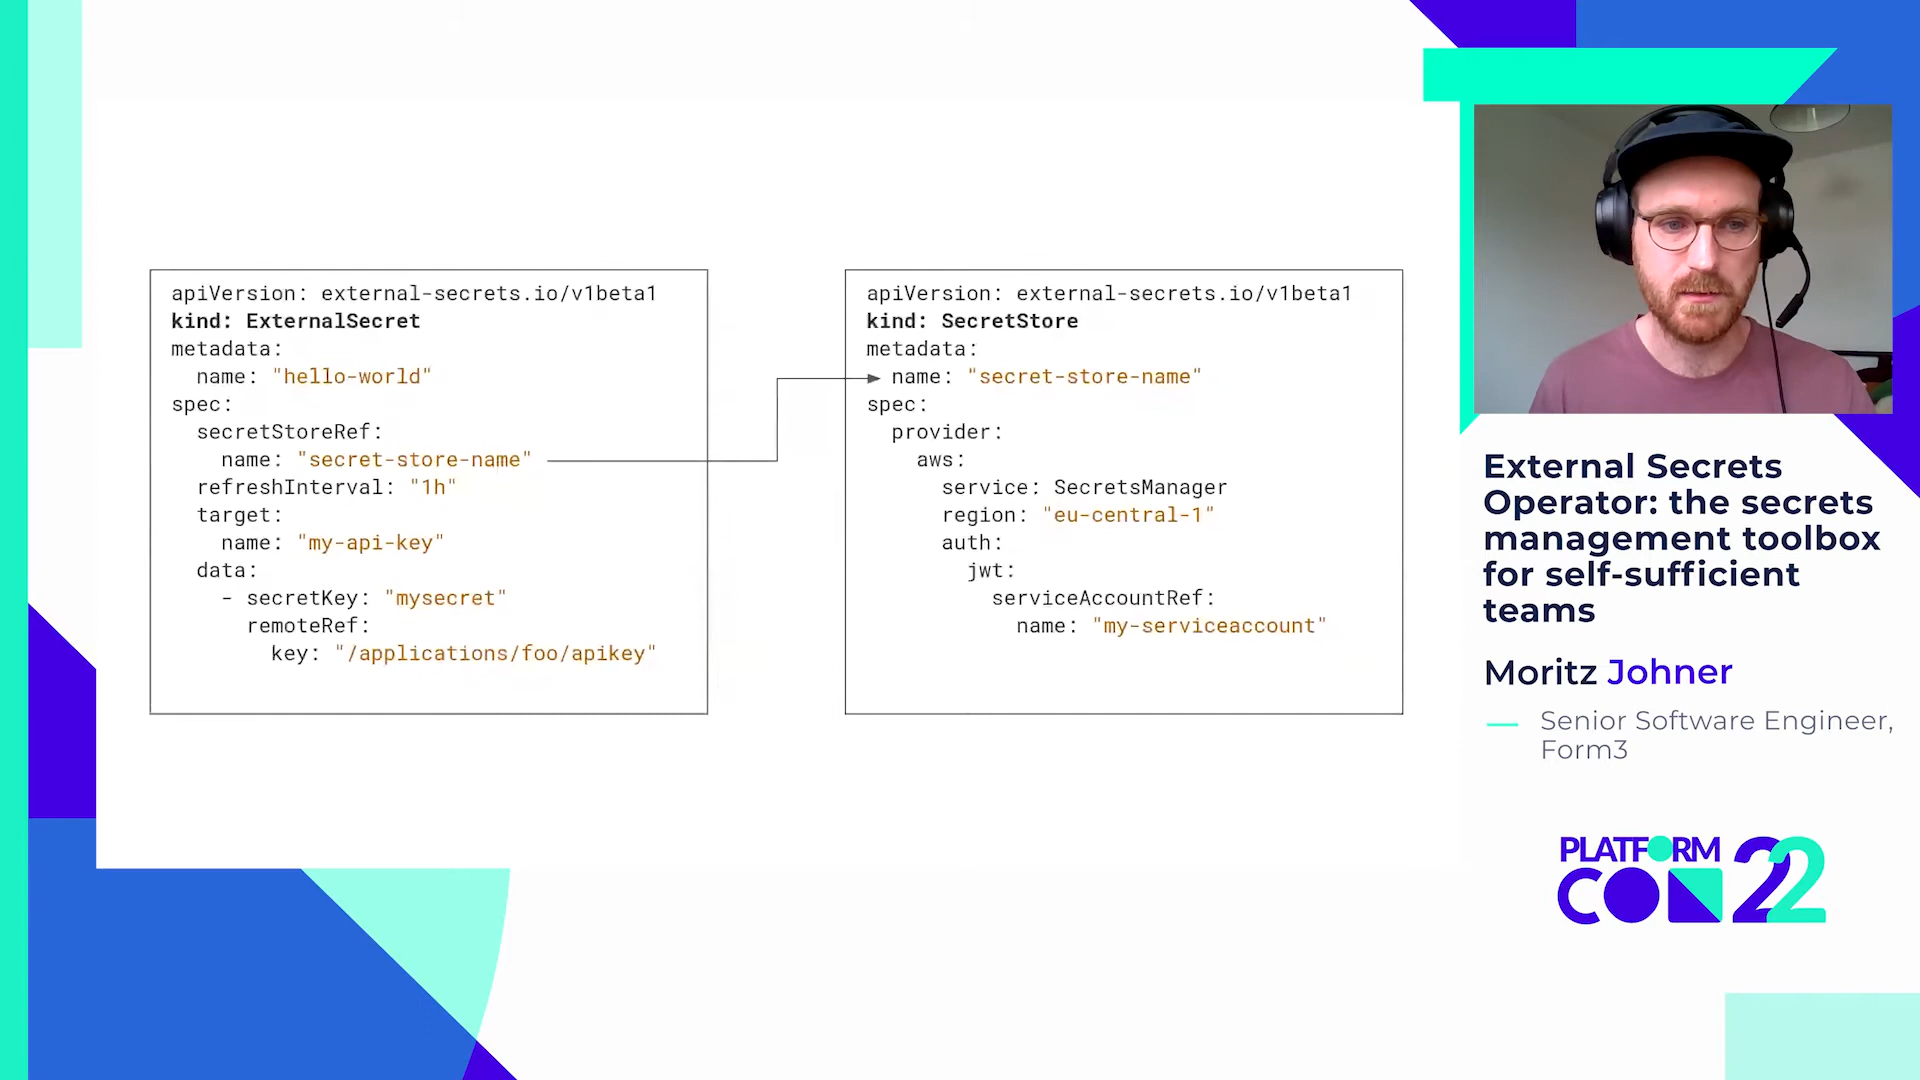 apiVersion: external-secrets.io/v1beta1
kind: ExternalSecret
metadata:
  name: "hello-world"
spec:
  secretStoreRef:
    name: "secret-store-name"
  refreshInterval: "1h"
  target:
    name: "my-api-key"
  data:
    - secretKey: "mysecret"
      remoteRef:
        key: "/applications/foo/apikey"
apiVersion: external-secrets.io/v1beta1
kind: SecretStore
metadata:
  name: "secret-store-name"
spec:
  provider:
    aws:
      service: SecretsManager
      region: "eu-central-1"
      auth:
        jwt:
          serviceAccountRef:
            name: "my-serviceaccount"
External Secrets
Operator: the secrets
management toolbox
for self-sufficient
teams
Moritz Johner
Senior Software Engineer,
Form3
PLATFORM
CON 22